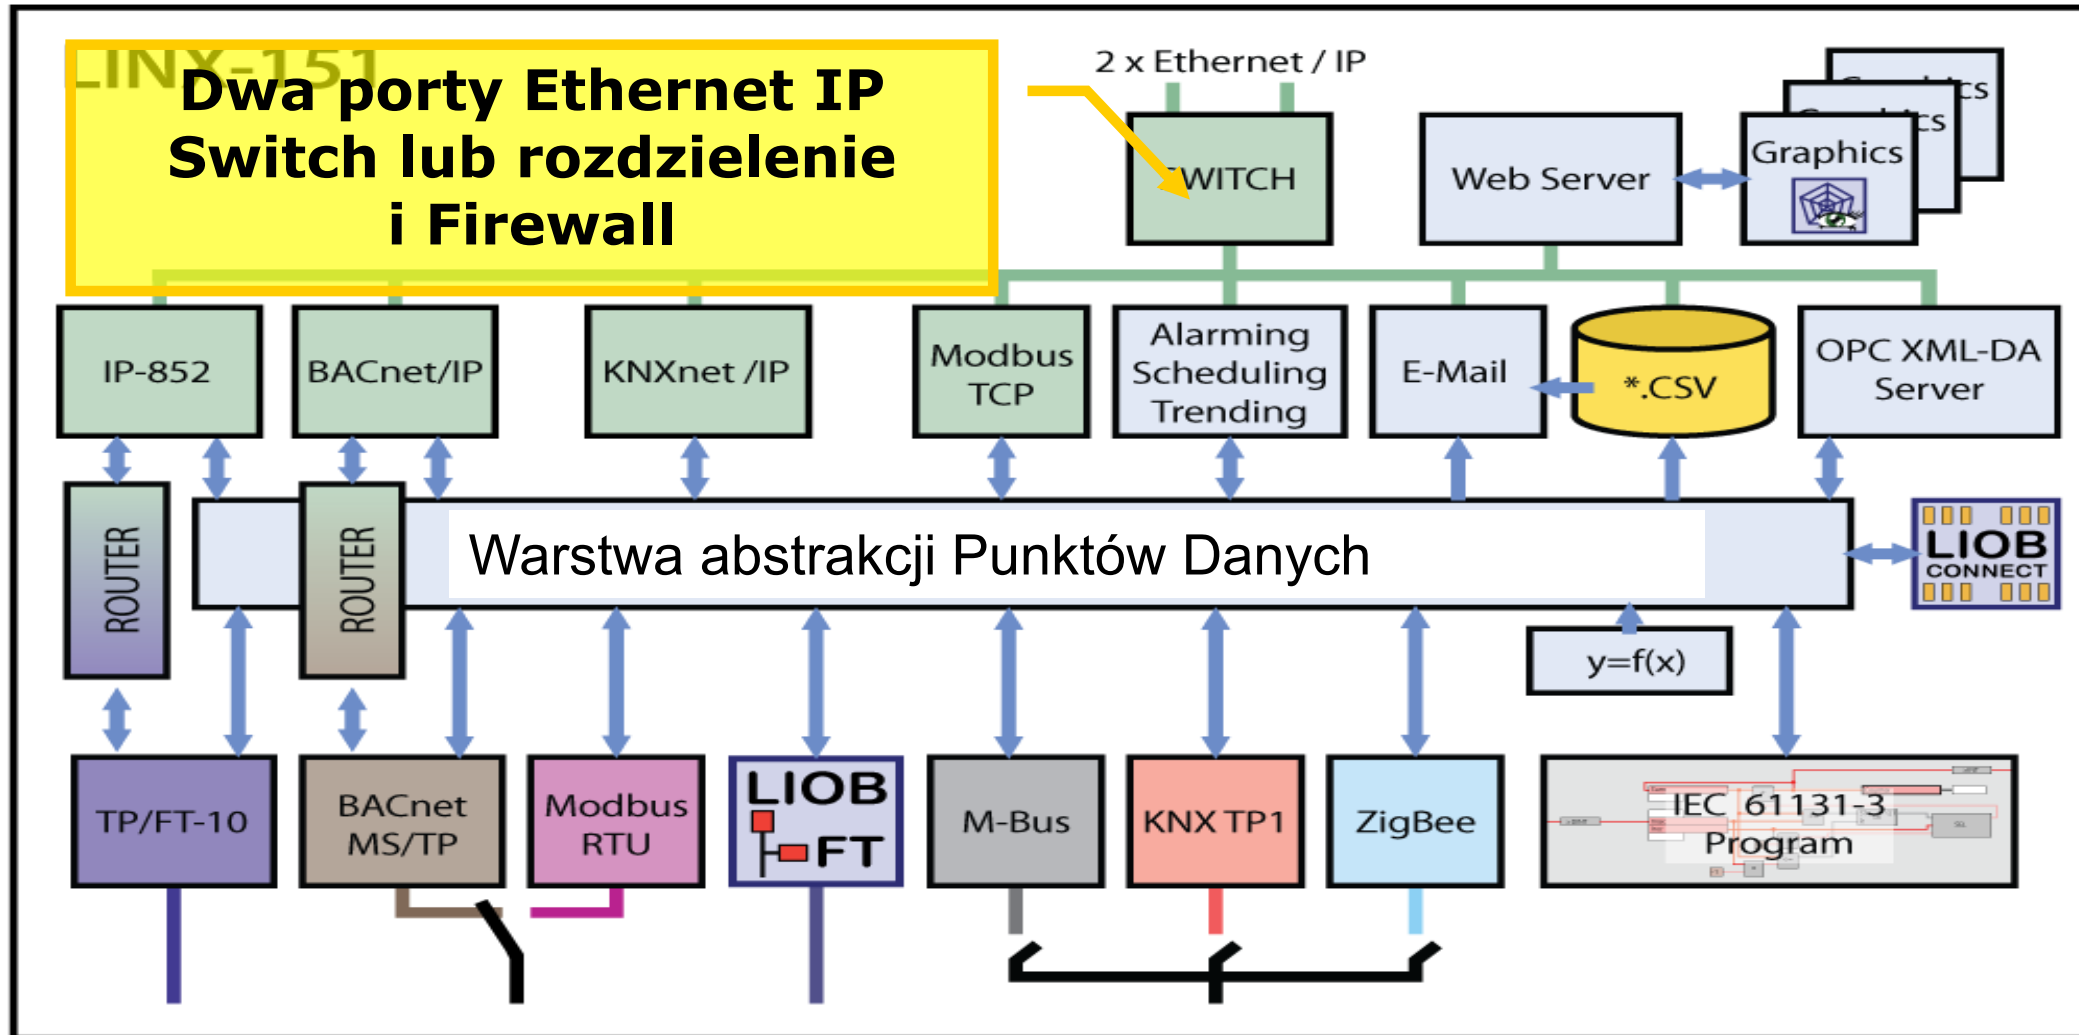 LINX-151
Dwa porty Ethernet IP
Switch lub rozdzielenie
i Firewall
2 x Ethernet / IP
SWITCH
Web Server
Graphics
IP-852
BACnet/IP
KNXnet /IP
Modbus
TCP
Alarming
Scheduling
Trending
E-Mail
*.CSV
OPC XML-DA
Server
ROUTER
ROUTER
Warstwa abstrakcji Punktów Danych
LIOB
CONNECT
y=f(x)
TP/FT-10
BACnet
MS/TP
Modbus
RTU
LIOB
FT
M-Bus
KNX TP1
ZigBee
IEC 61131-3
Program